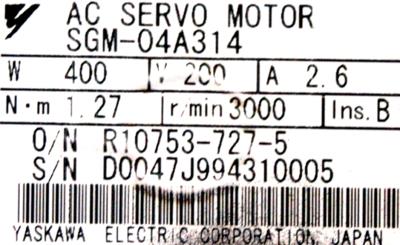 AC SERVO MOTOR
SGM-04A314
W 400 V 200 A 2.6
N·m 1.27 r/min 3000 Ins. B
O/N R10753-727-5
S/N D0047J994310005
YASKAWA ELECTRIC CORPORATION JAPAN